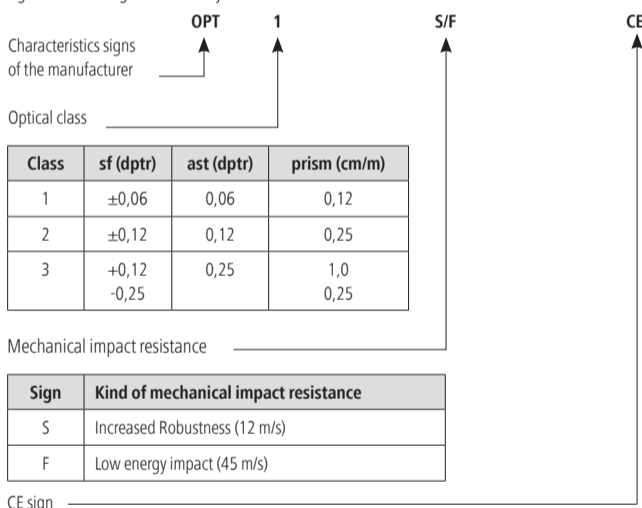 OPT 1 S/F CE
Characteristics signs
of the manufacturer
Optical class
Class sf (dptr) ast (dptr) prism (cm/m)
1 ±0,06 0,06 0,12
2 ±0,12 0,12 0,25
3 +0,12 0,25 1,0
-0,25 0,25
Mechanical impact resistance
Sign Kind of mechanical impact resistance
S Increased Robustness (12 m/s)
F Low energy impact (45 m/s)
CE sign